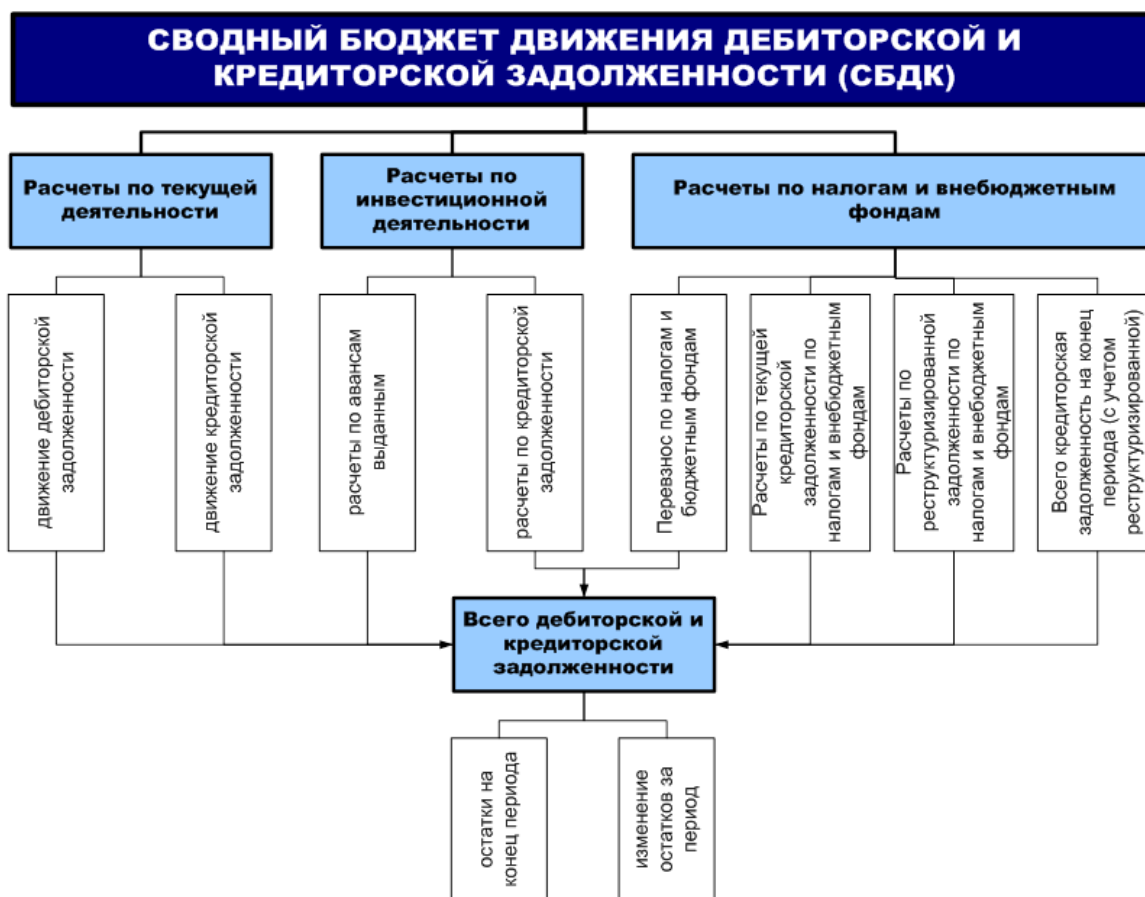 СВОДНЫЙ БЮДЖЕТ ДВИЖЕНИЯ ДЕБИТОРСКОЙ И
КРЕДИТОРСКОЙ ЗАДОЛЖЕННОСТИ (СБДК)
Расчеты по текущей
деятельности
Расчеты по
инвестиционной
деятельности
Расчеты по налогам и внебюджетным
фондам
движение дебиторской
задолженности
движение кредиторской
задолженности
расчеты по авансам
выданным
расчеты по кредиторской
задолженности
Перевзнос по налогам и
бюджетным фондам
Расчеты по текущей
кредиторской
задолженности по
налогам и внебюджетным
фондам
Расчеты по
реструктуризированной
задолженности по
налогам и внебюджетным
фондам
Всего кредиторская
задолженность на конец
периода (с учетом
реструктуризированной)
Всего дебиторской и
кредиторской
задолженности
остатки на
конец периода
изменение
остатков за
период